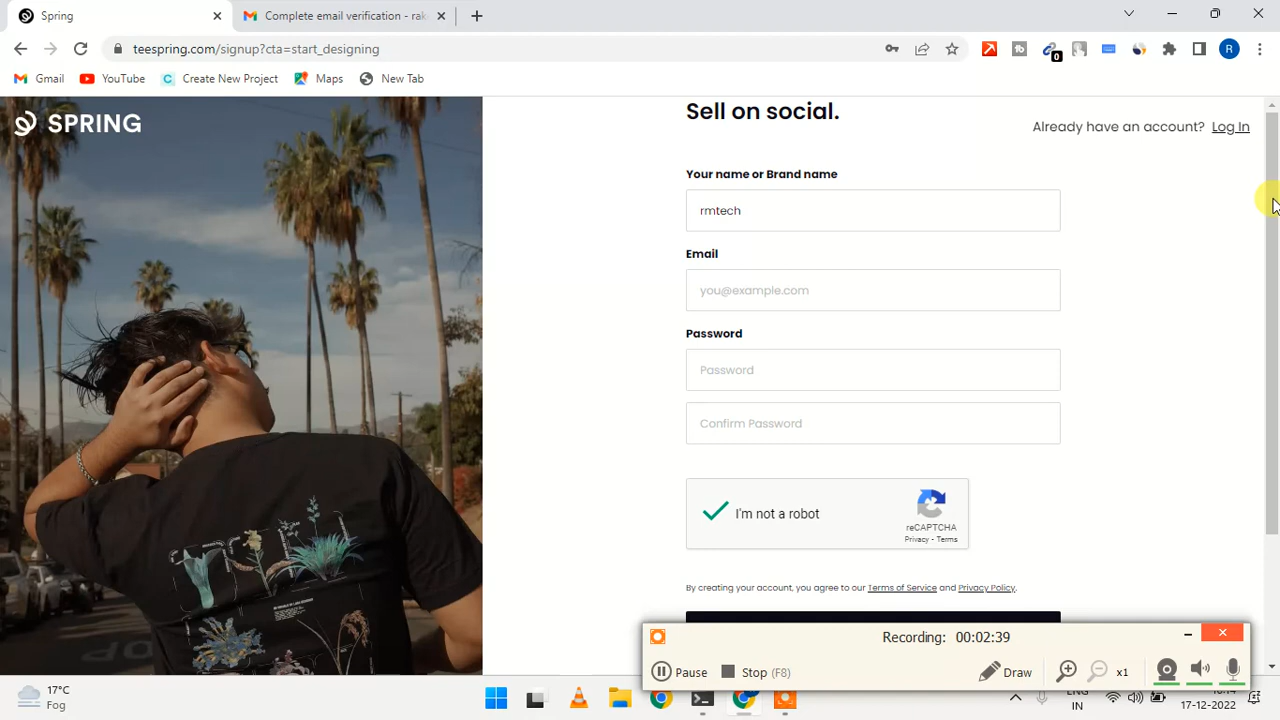 Spring
Complete email verification - rak
teespring.com/signup?cta=start_designing
0
R
Gmail
YouTube
C Create New Project
Maps
New Tab
SPRING
Sell on social.
Already have an account? Log In
Your name or Brand name
rmtech
Email
you@example.com
Password
Password
Confirm Password
I'm not a robot
reCAPTCHA
Privacy - Terms
By creating your account, you agree to our Terms of Service and Privacy Policy.
Recording: 00:02:39
Pause
Stop (F8)
Draw
x1
17°C
Fog
ENG
IN
17-12-2022